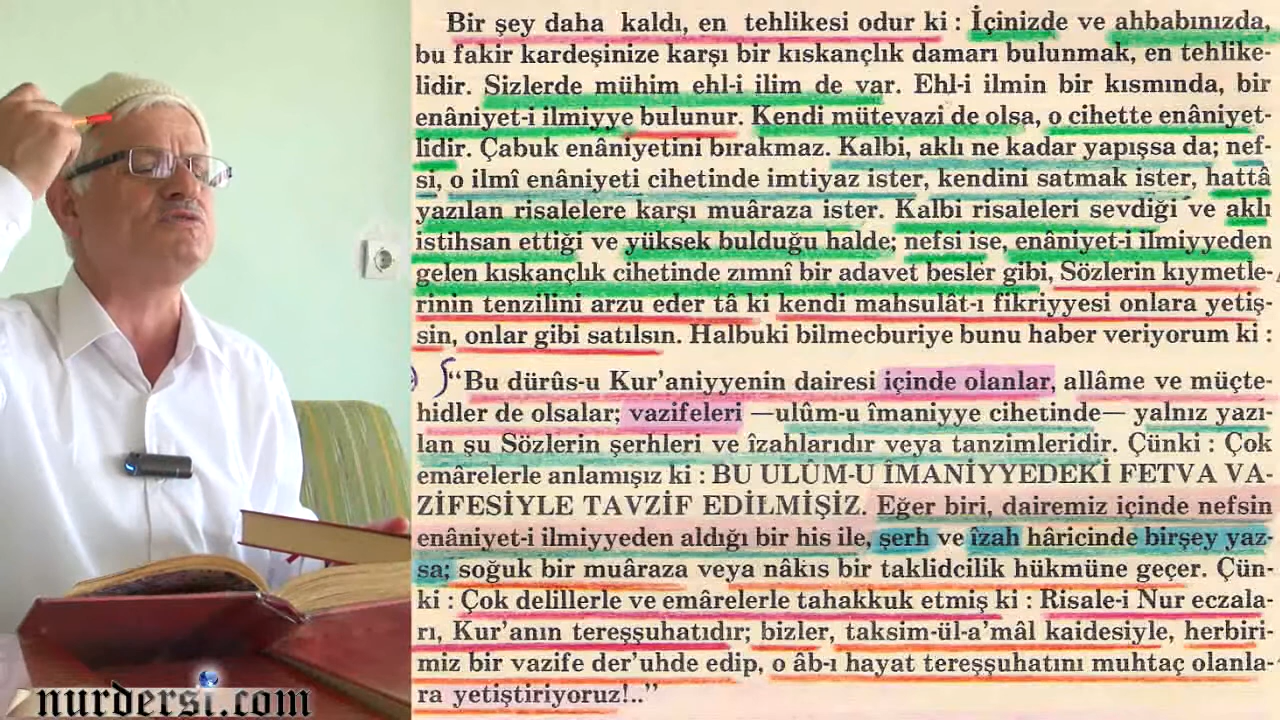 Bir şey daha kaldı, en tehlikesi odur ki : İçinizde ve ahbabınızda,
bu fakir kardeşinize karşı bir kıskançlık damarı bulunmak, en tehlike-
lidir. Sizlerde mühim ehl-i ilim de var. Ehl-i ilmin bir kısmında, bir
enâniyet-i ilmiyye bulunur. Kendi mütevazi de olsa, o cihette enâniyet-
lidir. Çabuk enâniyetini bırakmaz. Kalbi, aklı ne kadar yapışsa da; nef-
si, o ilmî enâniyeti cihetinde imtiyaz ister, kendini satmak ister, hattâ
yazılan risalelere karşı muâraza ister. Kalbi risaleleri sevdiği ve aklı
istihsan ettiği ve yüksek bulduğu halde; nefsi ise, enâniyet-i ilmiyyeden
gelen kıskançlık cihetinde zımnî bir adavet besler gibi, Sözlerin kıymetle-
rinin tenzilini arzu eder tâ ki kendi mahsulât-ı fikriyyesi onlara yetiş-
sin, onlar gibi satılsın. Halbuki bilmecburiye bunu haber veriyorum ki :
“Bu dürûs-u Kur’aniyyenin dairesi içinde olanlar, allâme ve müçte-
hidler de olsalar; vazifeleri —ulûm-u îmaniyye cihetinde— yalnız yazı-
lan şu Sözlerin şerhleri ve îzahlarıdır veya tanzimleridir. Çünki : Çok
emârelerle anlamışız ki : BU ULÛM-U ÎMANİYYEDEKİ FETVA VA-
ZİFESİYLE TAVZİF EDİLMİŞİZ. Eğer biri, dairemiz içinde nefsin
enâniyet-i ilmiyyeden aldığı bir his ile, şerh ve îzah hâricinde birşey yaz-
sa; soğuk bir muâraza veya nâkıs bir taklidcilik hükmüne geçer. Çün-
ki : Çok delillerle ve emârelerle tahakkuk etmiş ki : Risale-i Nur eczala-
rı, Kur’anın tereşşuhatıdır; bizler, taksim-ül-a’mâl kaidesiyle, herbiri-
miz bir vazife der’uhde edip, o âb-ı hayat tereşşuhatını muhtaç olanla-
ra yetiştiriyoruz!..”
nurdersi.com